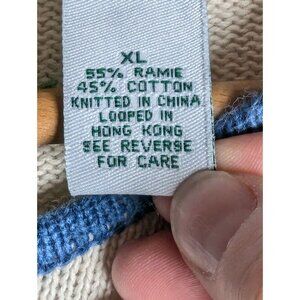 XL
55% RAMIE
45% COTTON
KNITTED IN CHINA
LOOPED IN
HONG KONG
SEE REVERSE
FOR CARE